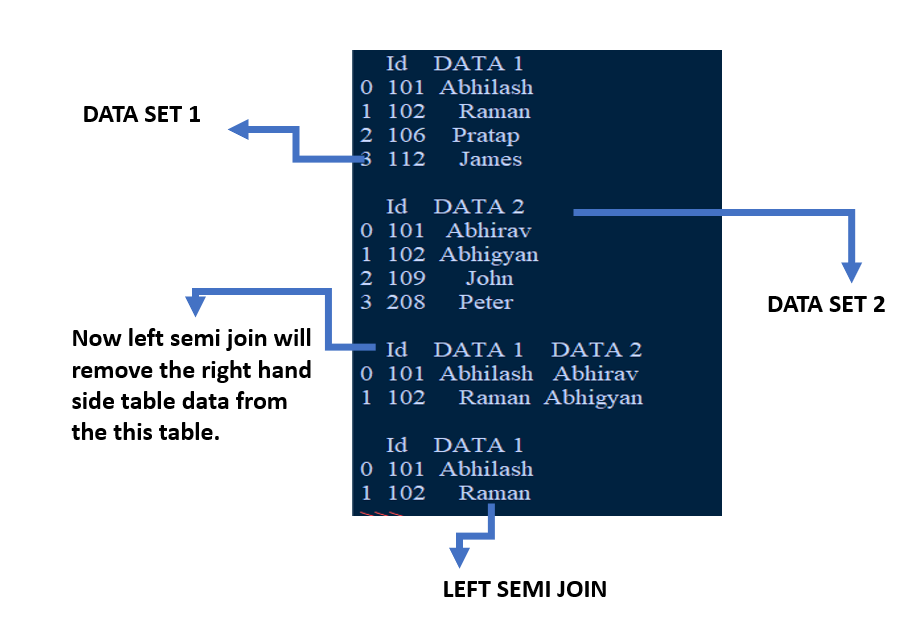 DATA SET 1
Id DATA 1
0 101 Abhilash
1 102 Raman
2 106 Pratap
3 112 James
Id DATA 2
0 101 Abhirav
1 102 Abhigyan
2 109 John
3 208 Peter
DATA SET 2
Now left semi join will
remove the right hand
side table data from
the this table.
Id DATA 1 DATA 2
0 101 Abhilash Abhirav
1 102 Raman Abhigyan
Id DATA 1
0 101 Abhilash
1 102 Raman
LEFT SEMI JOIN